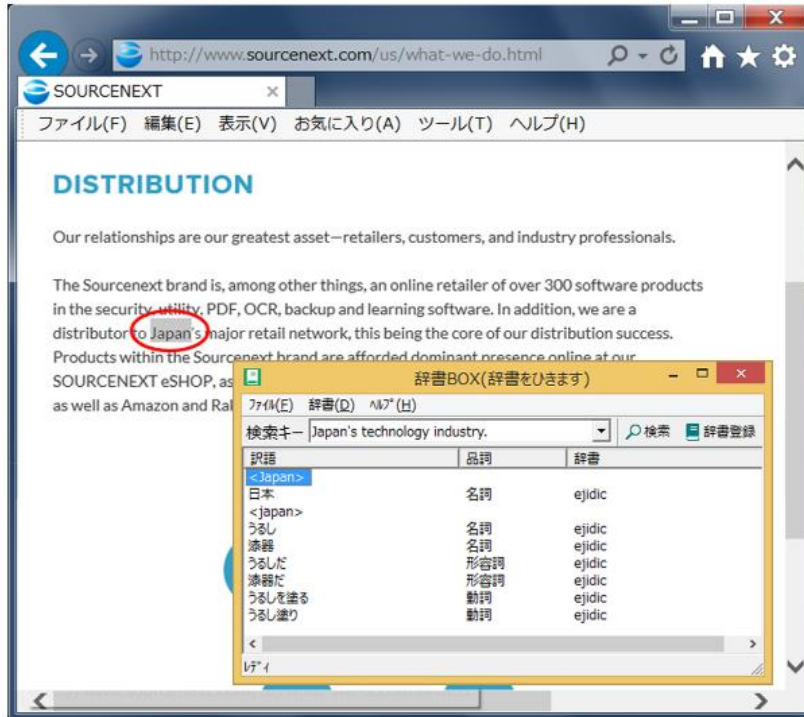 http://www.sourcenext.com/us/what-we-do.html
SOURCENEXT ×
ファイル(F) 編集(E) 表示(V) お気に入り(A) ツール(T) ヘルプ(H)
DISTRIBUTION
Our relationships are our greatest asset—retailers, customers, and industry professionals.
The Sourcenext brand is, among other things, an online retailer of over 300 software products
in the security, utility, PDF, OCR, backup and learning software. In addition, we are a
distributor to Japan's major retail network, this being the core of our distribution success.
Products within the Sourcenext brand are afforded dominant presence online at our
SOURCENEXT eSHOP, as
as well as Amazon and Rak
辞書BOX(辞書をひきます)
ファイル(F) 辞書(D) ヘルプ(H)
検索キー Japan's technology industry. 検索 辞書登録
訳語 品詞 辞書
<Japan>
日本 名詞 ejidic
<japan>
うるし 名詞 ejidic
漆器 名詞 ejidic
うるしだ 形容詞 ejidic
漆器だ 形容詞 ejidic
うるしを塗る 動詞 ejidic
うるし塗り 動詞 ejidic
レディ